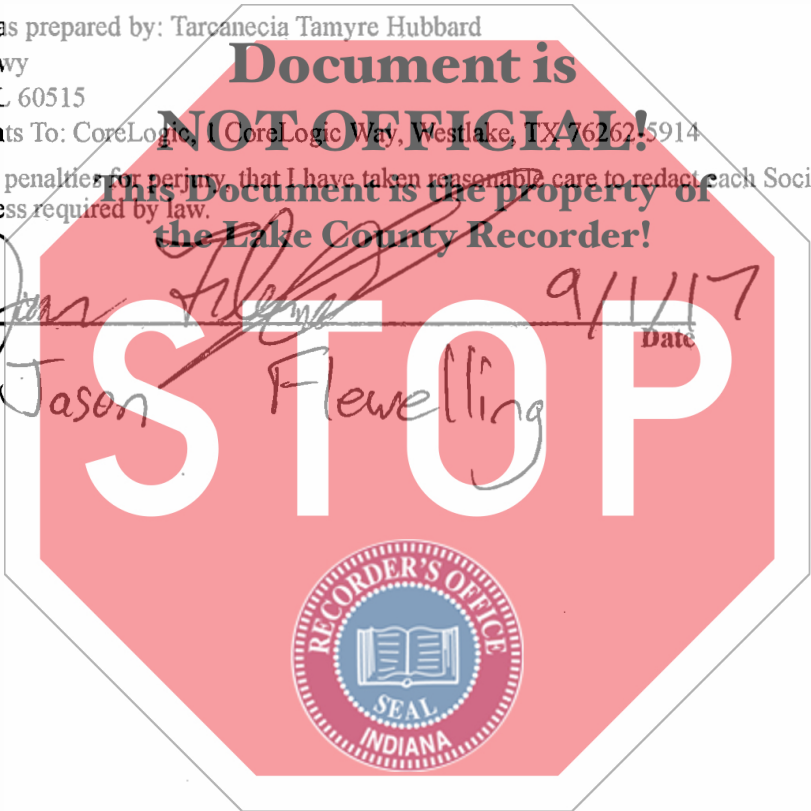 as prepared by: Tarcanecia Tamyre Hubbard
wy
Document is
L 60515
NOT OFFICIAL!
nts To: CoreLogic, 1 CoreLogic Way, Westlake, TX 76262-5914
penalties for perjury, that I have taken reasonable care to redact each Soci
This Document is the property of
ess required by law.
the Lake County Recorder!
9/1/17
Date
Jason Flewelling
STOP
RECORDER'S OFFICE
SEAL
INDIANA